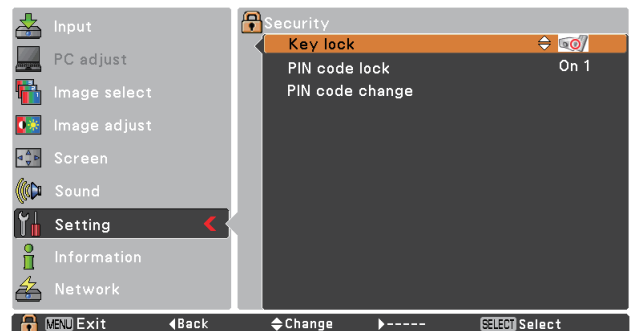 Input
PC adjust
Image select
Image adjust
Screen
Sound
Setting
Information
Network
Security
Key lock
PIN code lock On 1
PIN code change
MENU Exit Back Change ----- SELECT Select